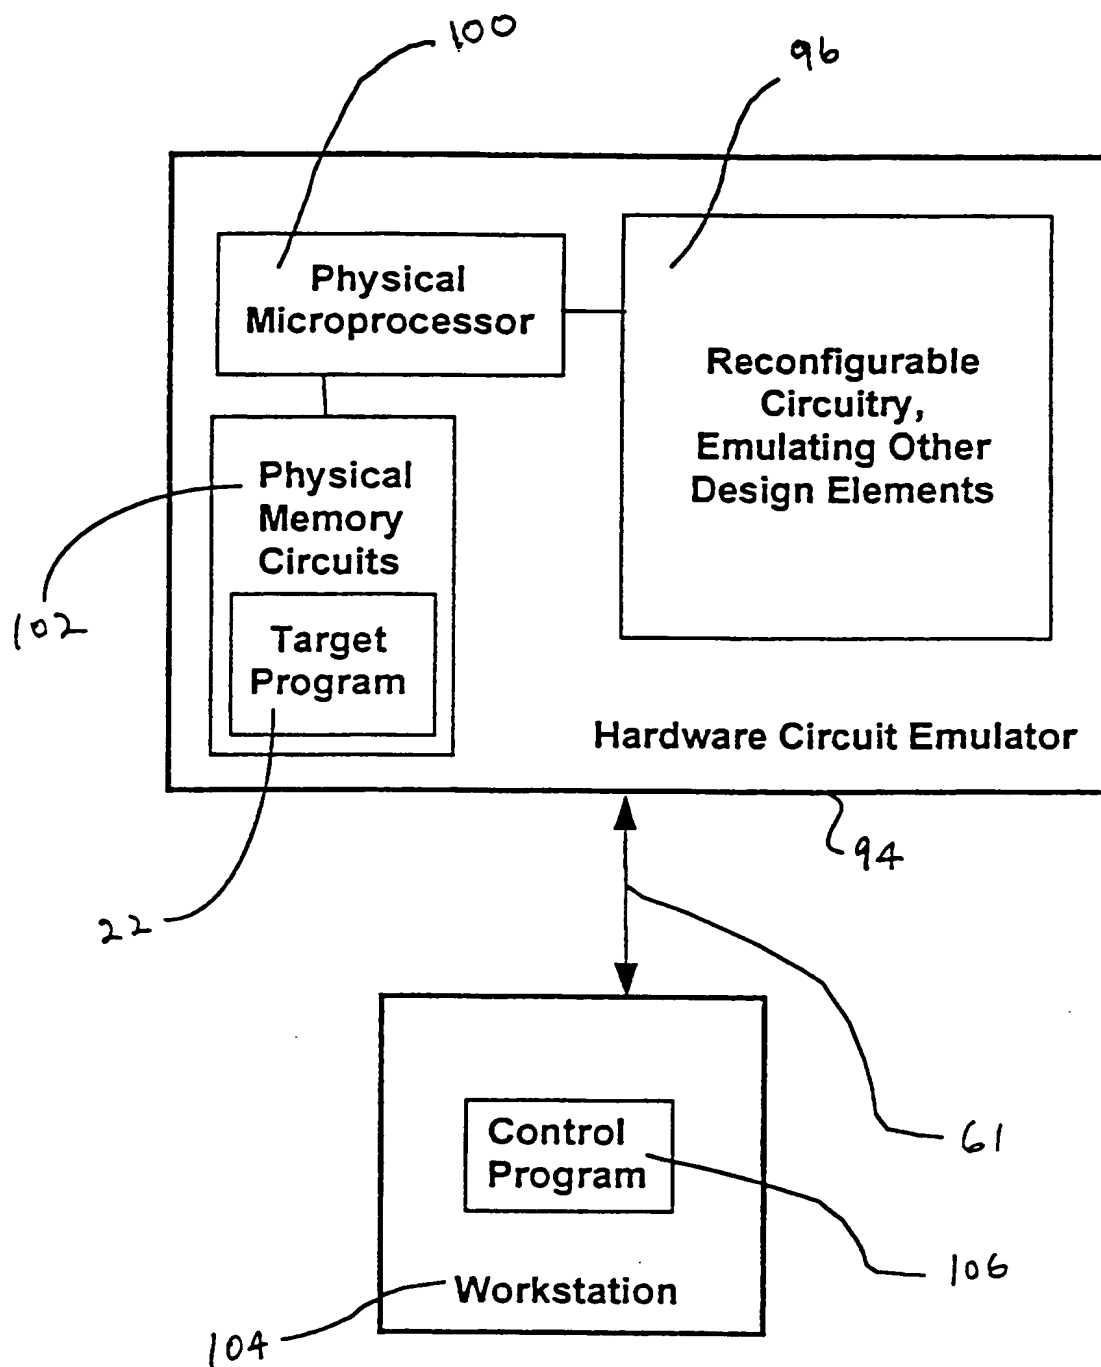 100
96
Physical
Microprocessor
Reconfigurable
Circuitry,
Emulating Other
Design Elements
Physical
Memory
Circuits
102
Target
Program
Hardware Circuit Emulator
94
22
Control
Program
61
106
Workstation
104